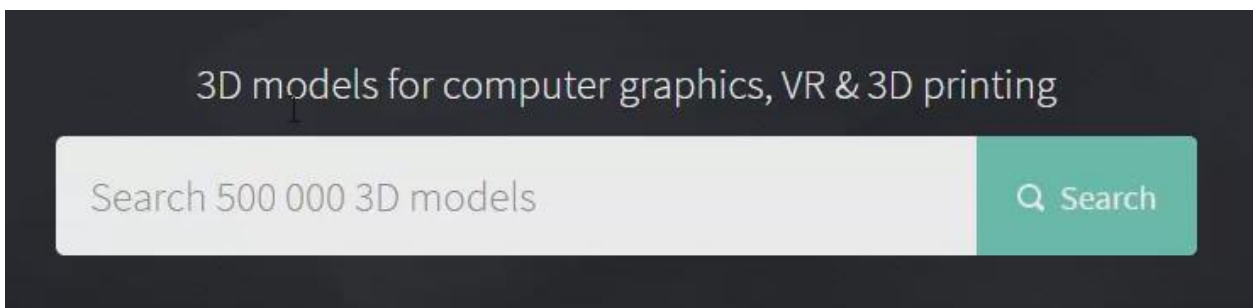 3D models for computer graphics, VR & 3D printing
Search 500 000 3D models
Search